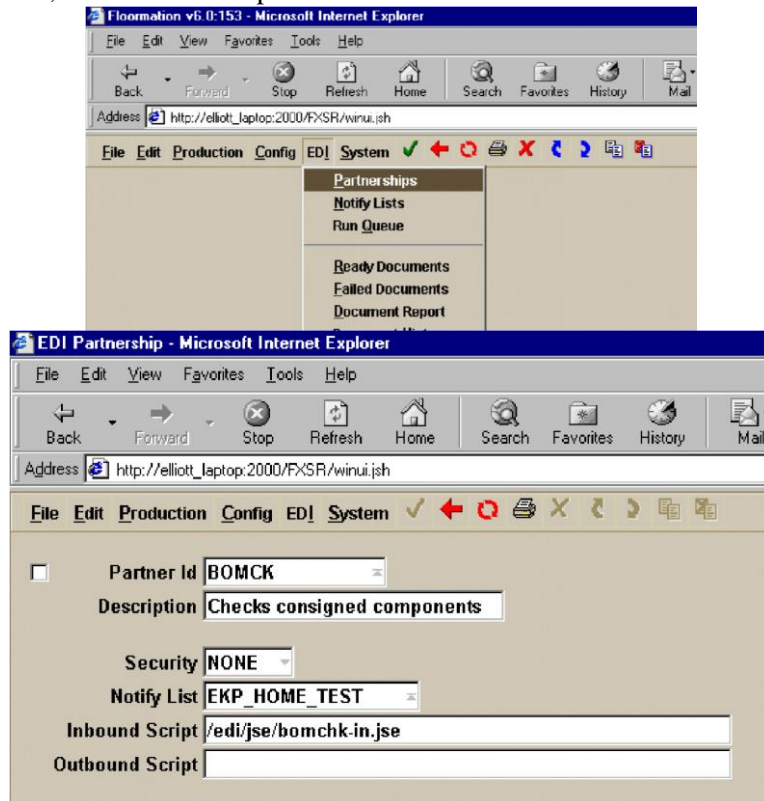 Floormation v6.0:153 - Microsoft Internet Explorer
File Edit View Favorites Tools Help
Back Forward Stop Refresh Home Search Favorites History Mail
Address http://elliott_laptop:2000/FXSR/winui.jsh
File Edit Production Config EDI System
Partnerships
Notify Lists
Run Queue
Ready Documents
Failed Documents
Document Report
EDI Partnership - Microsoft Internet Explorer
File Edit View Favorites Tools Help
Back Forward Stop Refresh Home Search Favorites History Mail
Address http://elliott_laptop:2000/FXSR/winui.jsh
File Edit Production Config EDI System
Partner Id BOMCK
Description Checks consigned components
Security NONE
Notify List EKP_HOME_TEST
Inbound Script /edi/jse/bomchk-in.jse
Outbound Script